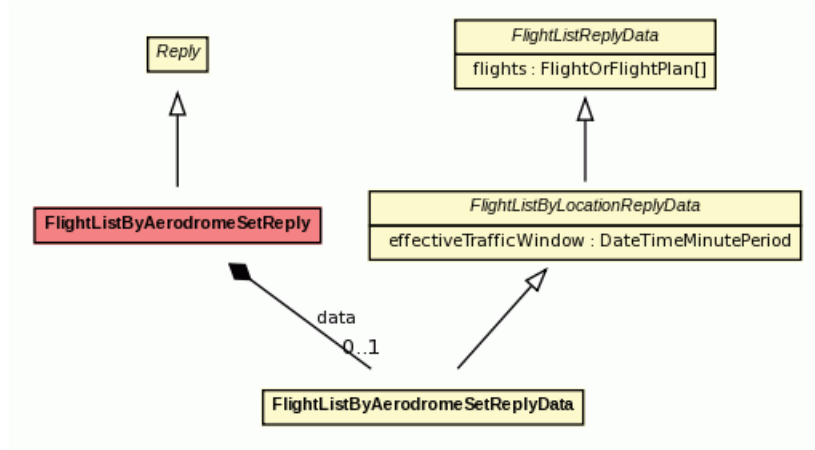 Reply
FlightListReplyData
flights : FlightOrFlightPlan[]
FlightListByAerodromeSetReply
FlightListByLocationReplyData
effectiveTrafficWindow : DateTimeMinutePeriod
data
0..1
FlightListByAerodromeSetReplyData